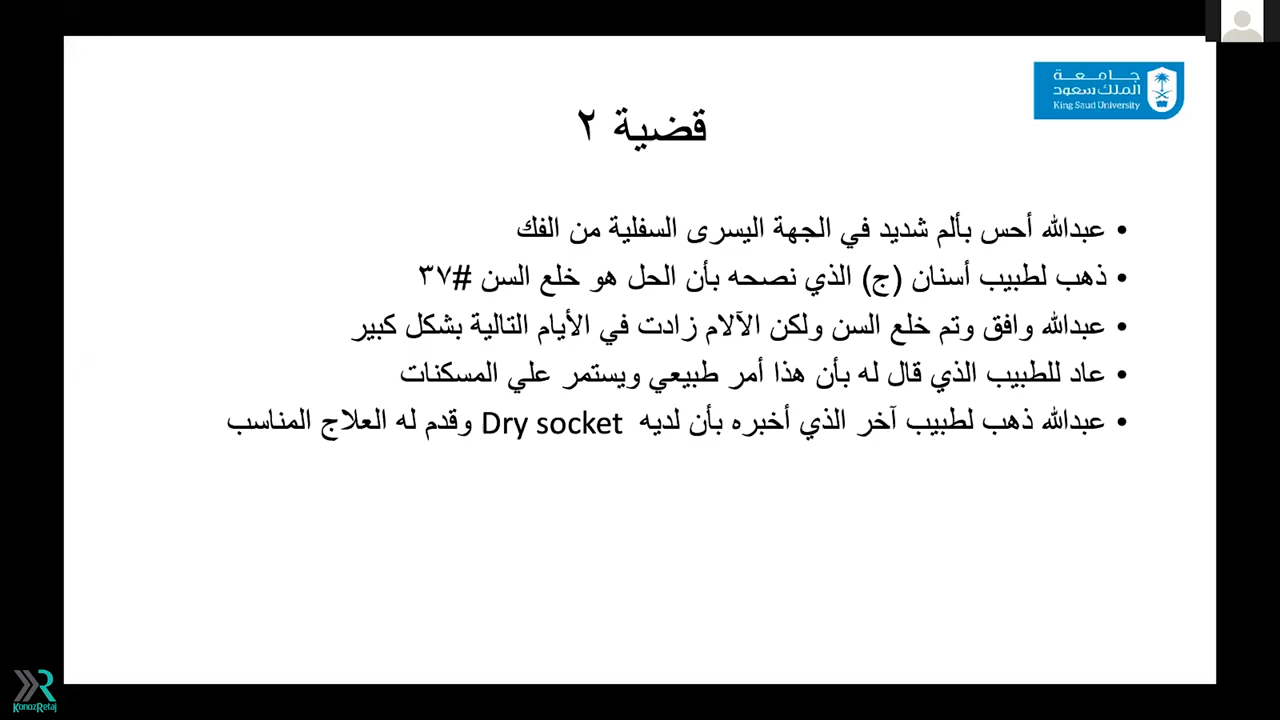 جامعة
الملك سعود
King Saud University
قضية ٢
• عبدالله أحس بألم شديد في الجهة اليسرى السفلية من الفك
• ذهب لطبيب أسنان (ج) الذي نصحه بأن الحل هو خلع السن #٣٧
• عبدالله وافق وتم خلع السن ولكن الآلام زادت في الأيام التالية بشكل كبير
• عاد للطبيب الذي قال له بأن هذا أمر طبيعي ويستمر علي المسكنات
• عبدالله ذهب لطبيب آخر الذي أخبره بأن لديه Dry socket وقدم له العلاج المناسب
KonozRetaj